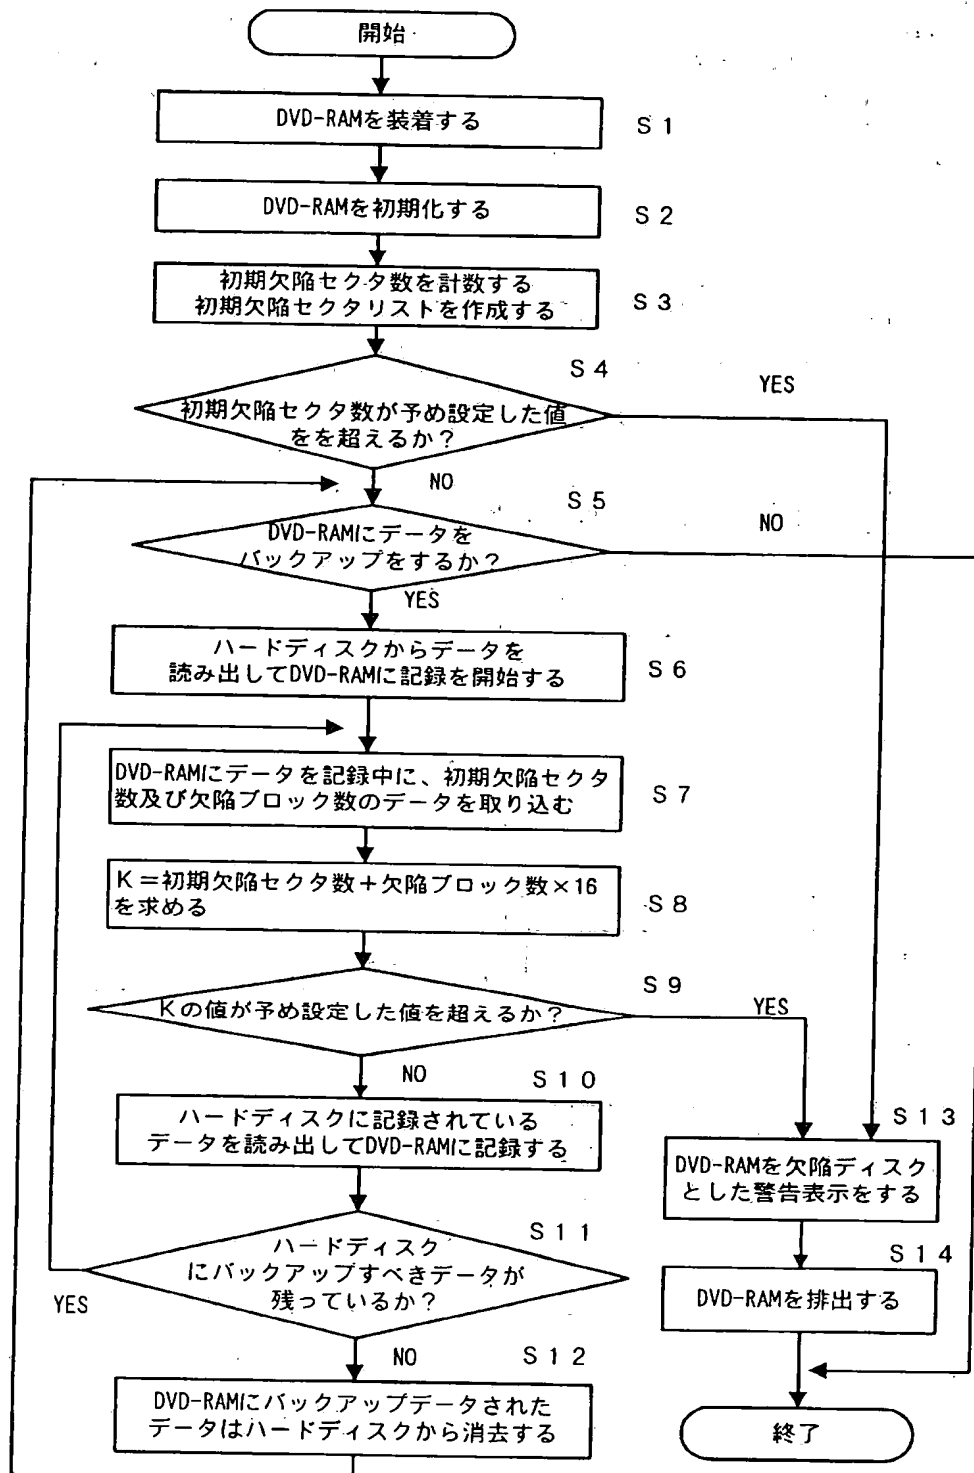 開始
DVD-RAMを装着する
S1
DVD-RAMを初期化する
S2
初期欠陥セクタ数を計数する
初期欠陥セクタリストを作成する
S3
S4
YES
初期欠陥セクタ数が予め設定した値
をを超えるか?
NO
S5
NO
DVD-RAMにデータを
バックアップをするか?
YES
ハードディスクからデータを
読み出してDVD-RAMに記録を開始する
S6
DVD-RAMにデータを記録中に、初期欠陥セクタ
数及び欠陥ブロック数のデータを取り込む
S7
K=初期欠陥セクタ数+欠陥ブロック数×16
を求める
S8
S9
Kの値が予め設定した値を超えるか?
YES
NO
S10
ハードディスクに記録されている
データを読み出してDVD-RAMに記録する
S13
DVD-RAMを欠陥ディスク
とした警告表示をする
S11
ハードディスク
にバックアップすべきデータが
残っているか?
YES
S14
DVD-RAMを排出する
NO
S12
DVD-RAMにバックアップデータされた
データはハードディスクから消去する
終了